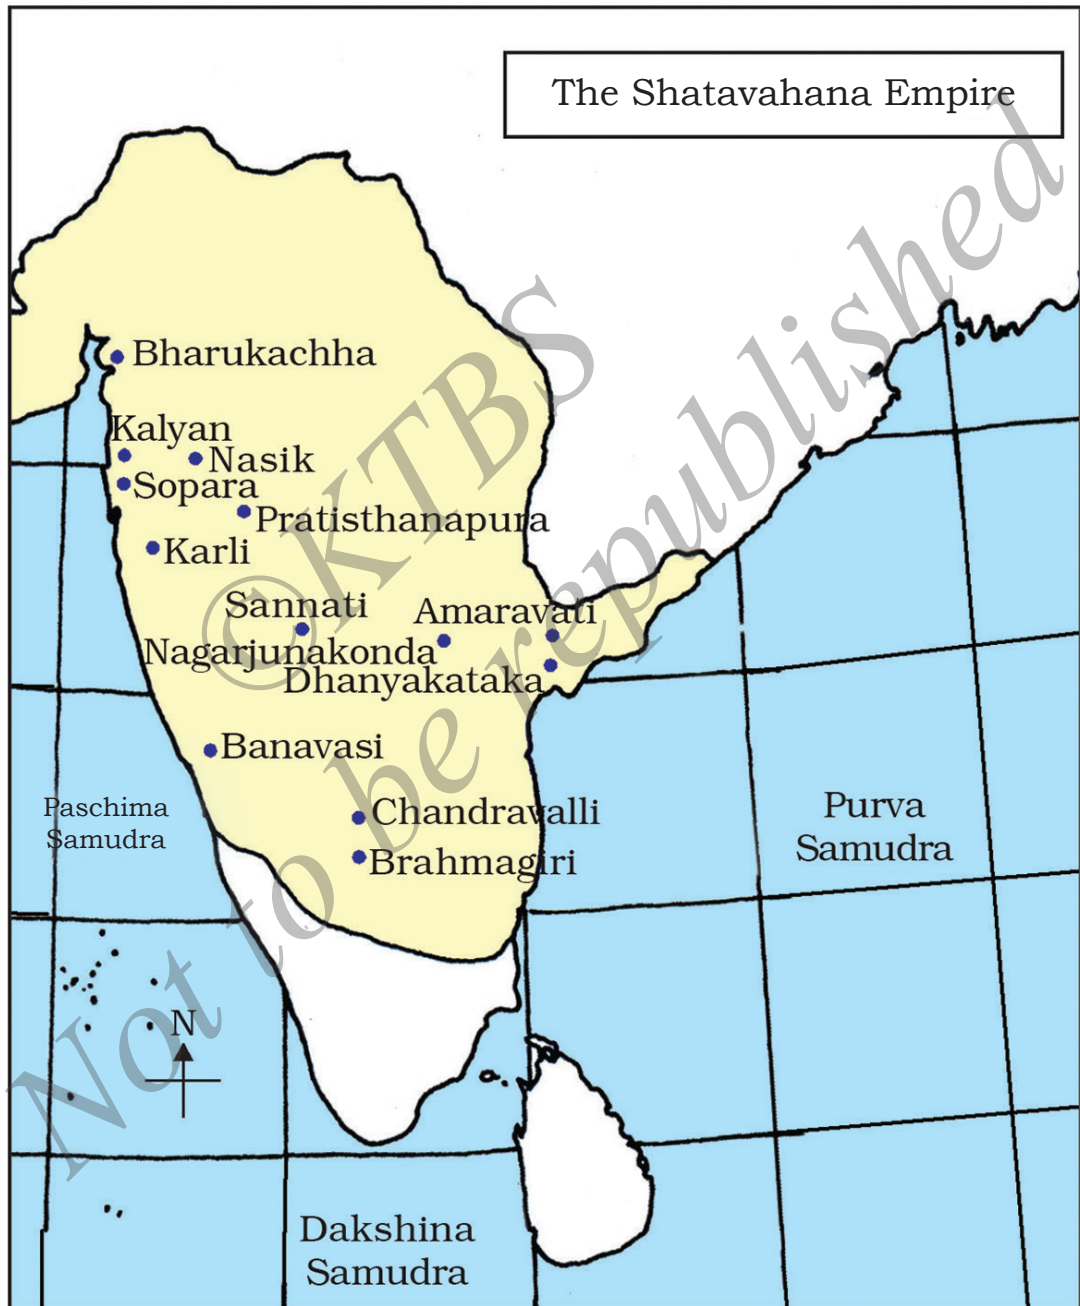 The Shatavahana Empire
Bharukachha
Kalyan
Nasik
Sopara
Pratisthanapura
Karli
Sannati
Amaravati
Nagarjunakonda
Dhanyakataka
Banavasi
Chandravalli
Brahmagiri
Paschima
Samudra
Purva
Samudra
N
Dakshina
Samudra
©KTBS
Not to be republished